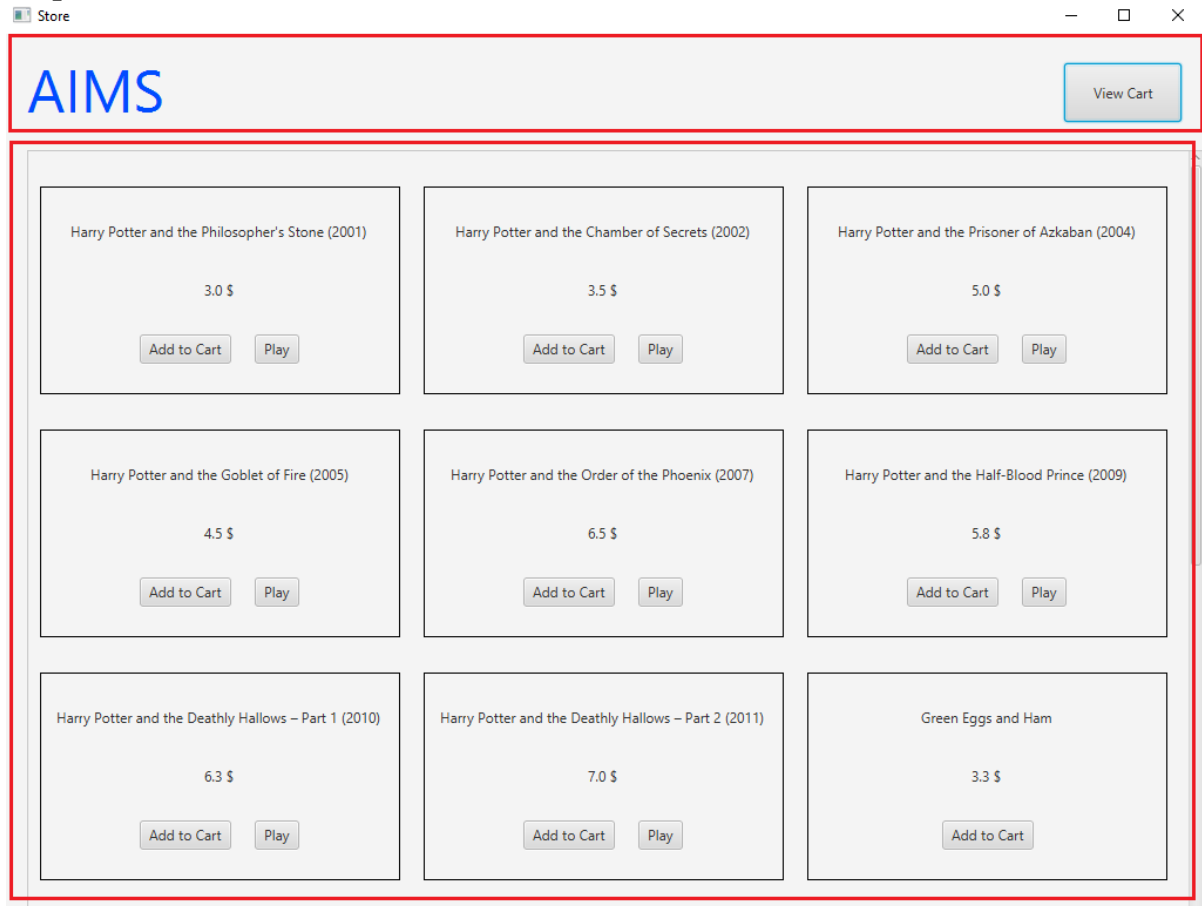 Store
AIMS
View Cart
Harry Potter and the Philosopher's Stone (2001)
3.0 $
Add to Cart Play
Harry Potter and the Chamber of Secrets (2002)
3.5 $
Add to Cart Play
Harry Potter and the Prisoner of Azkaban (2004)
5.0 $
Add to Cart Play
Harry Potter and the Goblet of Fire (2005)
4.5 $
Add to Cart Play
Harry Potter and the Order of the Phoenix (2007)
6.5 $
Add to Cart Play
Harry Potter and the Half-Blood Prince (2009)
5.8 $
Add to Cart Play
Harry Potter and the Deathly Hallows – Part 1 (2010)
6.3 $
Add to Cart Play
Harry Potter and the Deathly Hallows – Part 2 (2011)
7.0 $
Add to Cart Play
Green Eggs and Ham
3.3 $
Add to Cart